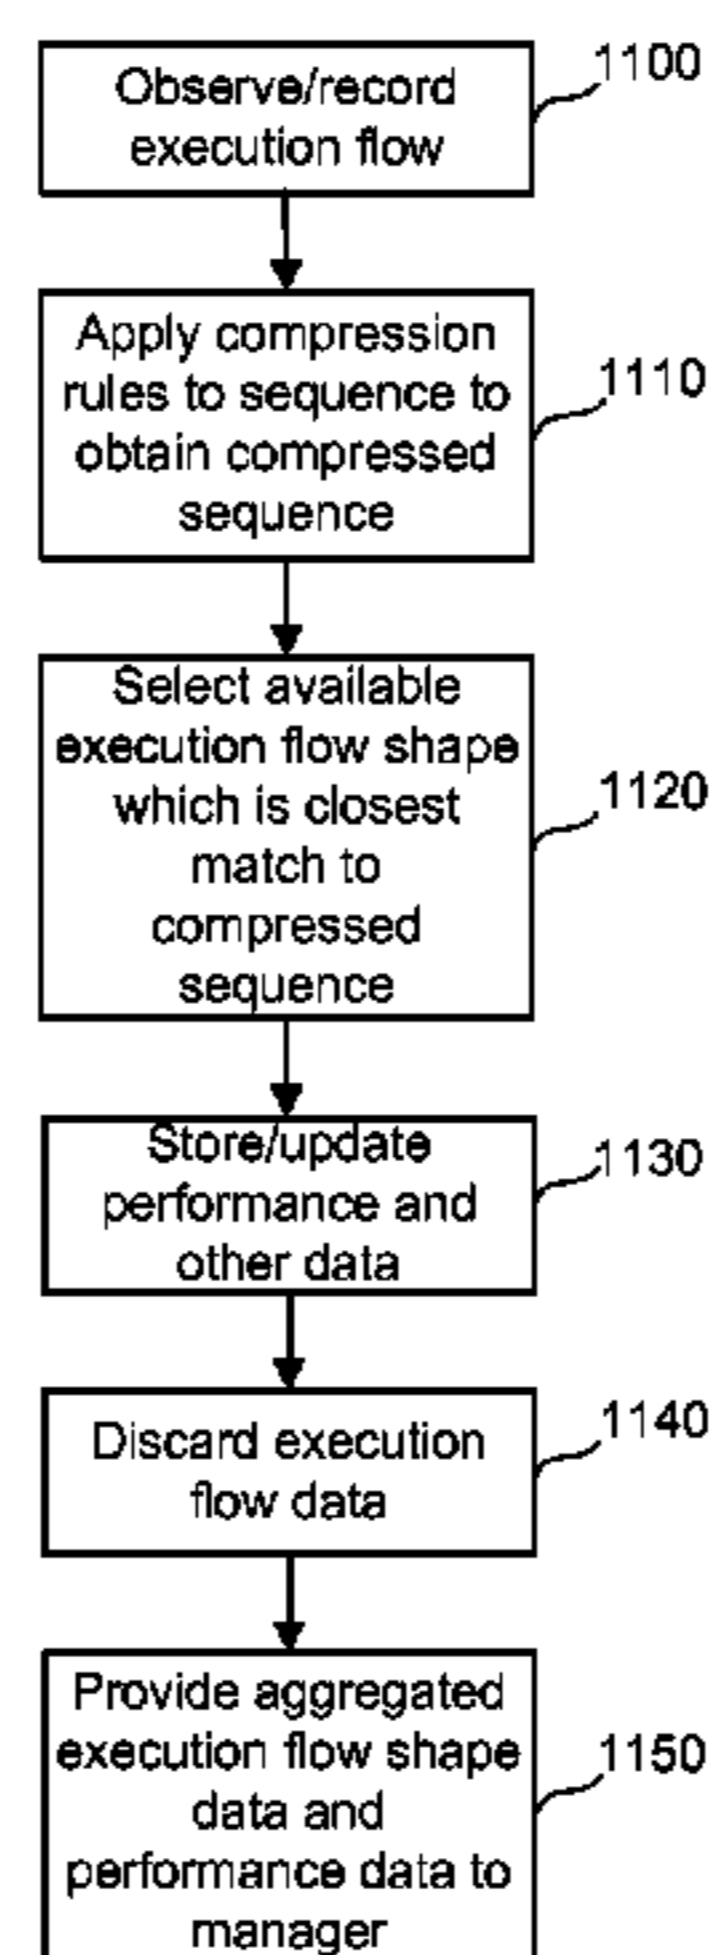 Observe/record
execution flow
1100
Apply compression
rules to sequence to
obtain compressed
sequence
1110
Select available
execution flow shape
which is closest
match to
compressed
sequence
1120
Store/update
performance and
other data
1130
Discard execution
flow data
1140
Provide aggregated
execution flow shape
data and
performance data to
manager
1150